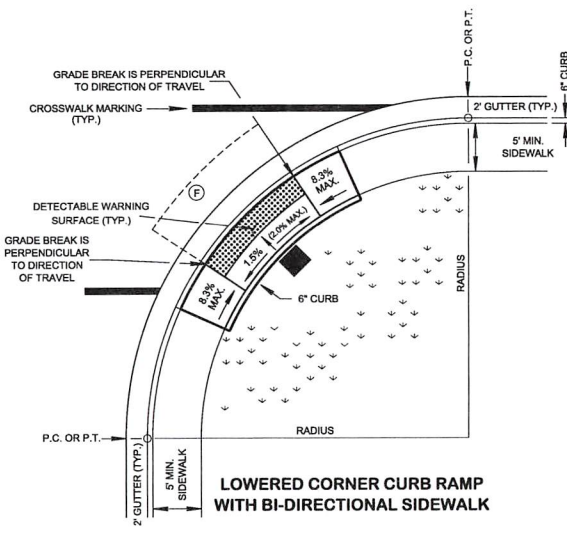 P.C. OR P.T.
6" CURB
GRADE BREAK IS PERPENDICULAR
TO DIRECTION OF TRAVEL
CROSSWALK MARKING
(TYP.)
2' GUTTER (TYP.)
5' MIN.
SIDEWALK
F
8.3%
MAX.
DETECTABLE WARNING
SURFACE (TYP.)
(2.0% MAX.)
1.5%
GRADE BREAK IS
PERPENDICULAR
TO DIRECTION
OF TRAVEL
8.3%
MAX.
6" CURB
RADIUS
P.C. OR P.T.
RADIUS
2' GUTTER (TYP.)
5' MIN.
SIDEWALK
LOWERED CORNER CURB RAMP
WITH BI-DIRECTIONAL SIDEWALK